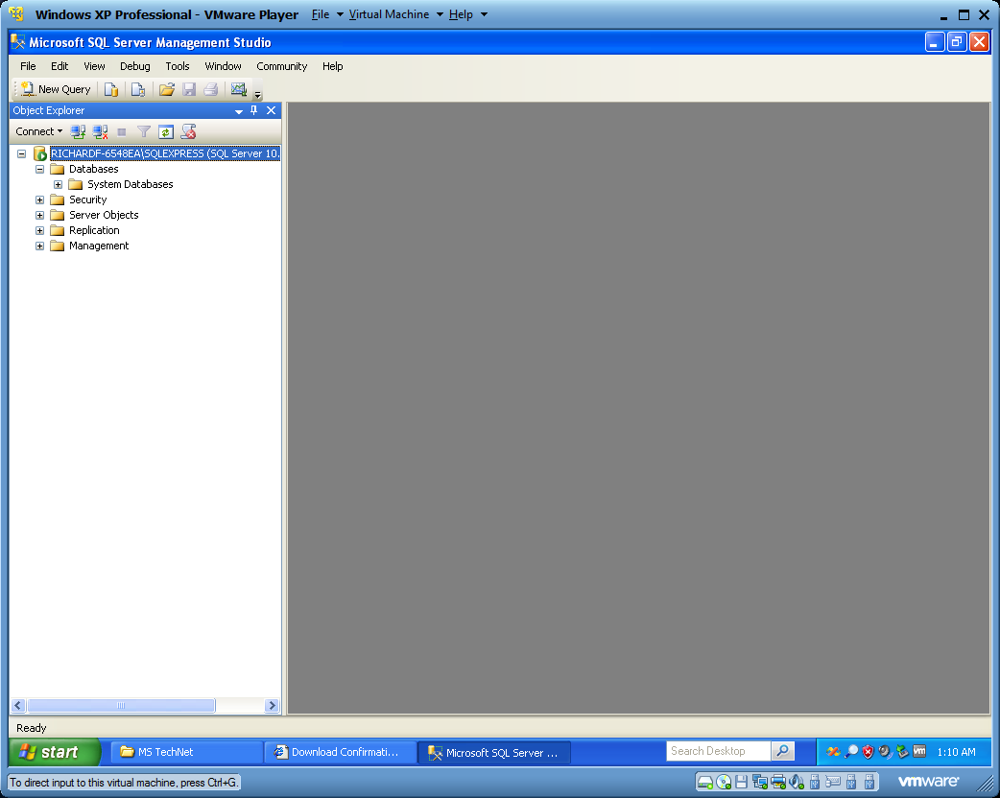 Windows XP Professional - VMware Player File Virtual Machine Help
Microsoft SQL Server Management Studio
File Edit View Debug Tools Window Community Help
New Query
Object Explorer
Connect
RICHARDF-6548EA\SQLEXPRESS (SQL Server 10.
Databases
System Databases
Security
Server Objects
Replication
Management
Ready
start MS TechNet Download Confirmati... Microsoft SQL Server ... Search Desktop vm 1:10 AM
To direct input to this virtual machine, press Ctrl+G. vmware